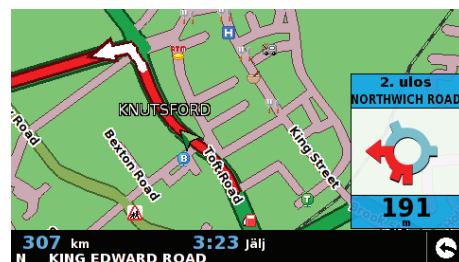 H
RTM
KNUTSFORD
Road
Bexton Road
B
Toft Road
King Street
T
2. ulos
NORTHWICH ROAD
191
m
307 km
3:23 Jälj
N KING EDWARD ROAD